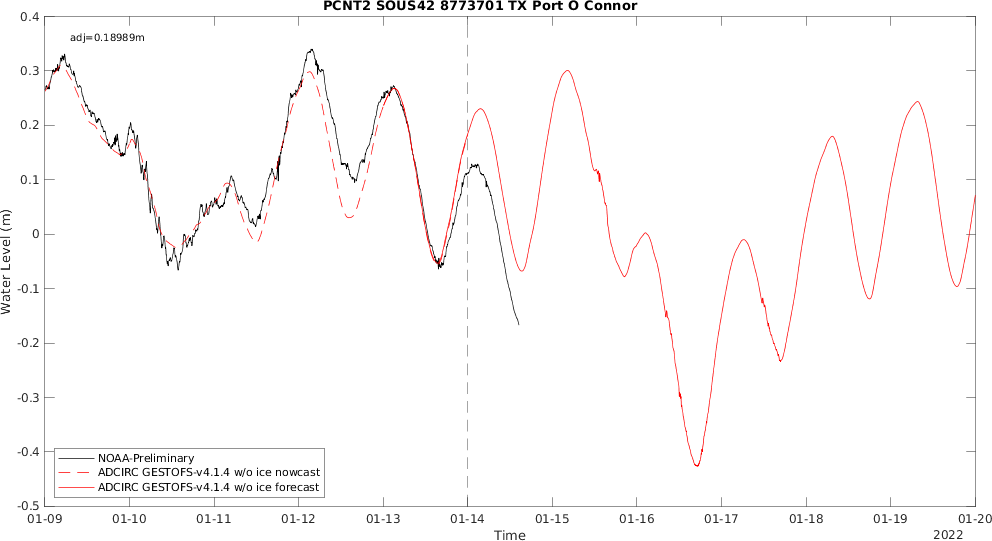 PCNT2 SOUS42 8773701 TX Port O Connor
adj=0.18989m
0.4
0.3
0.2
0.1
0
-0.1
-0.2
-0.3
-0.4
-0.5
Water Level (m)
NOAA-Preliminary
ADCIRC GESTOFS-v4.1.4 w/o ice nowcast
ADCIRC GESTOFS-v4.1.4 w/o ice forecast
01-09 01-10 01-11 01-12 01-13 01-14 01-15 01-16 01-17 01-18 01-19 01-20
Time
2022